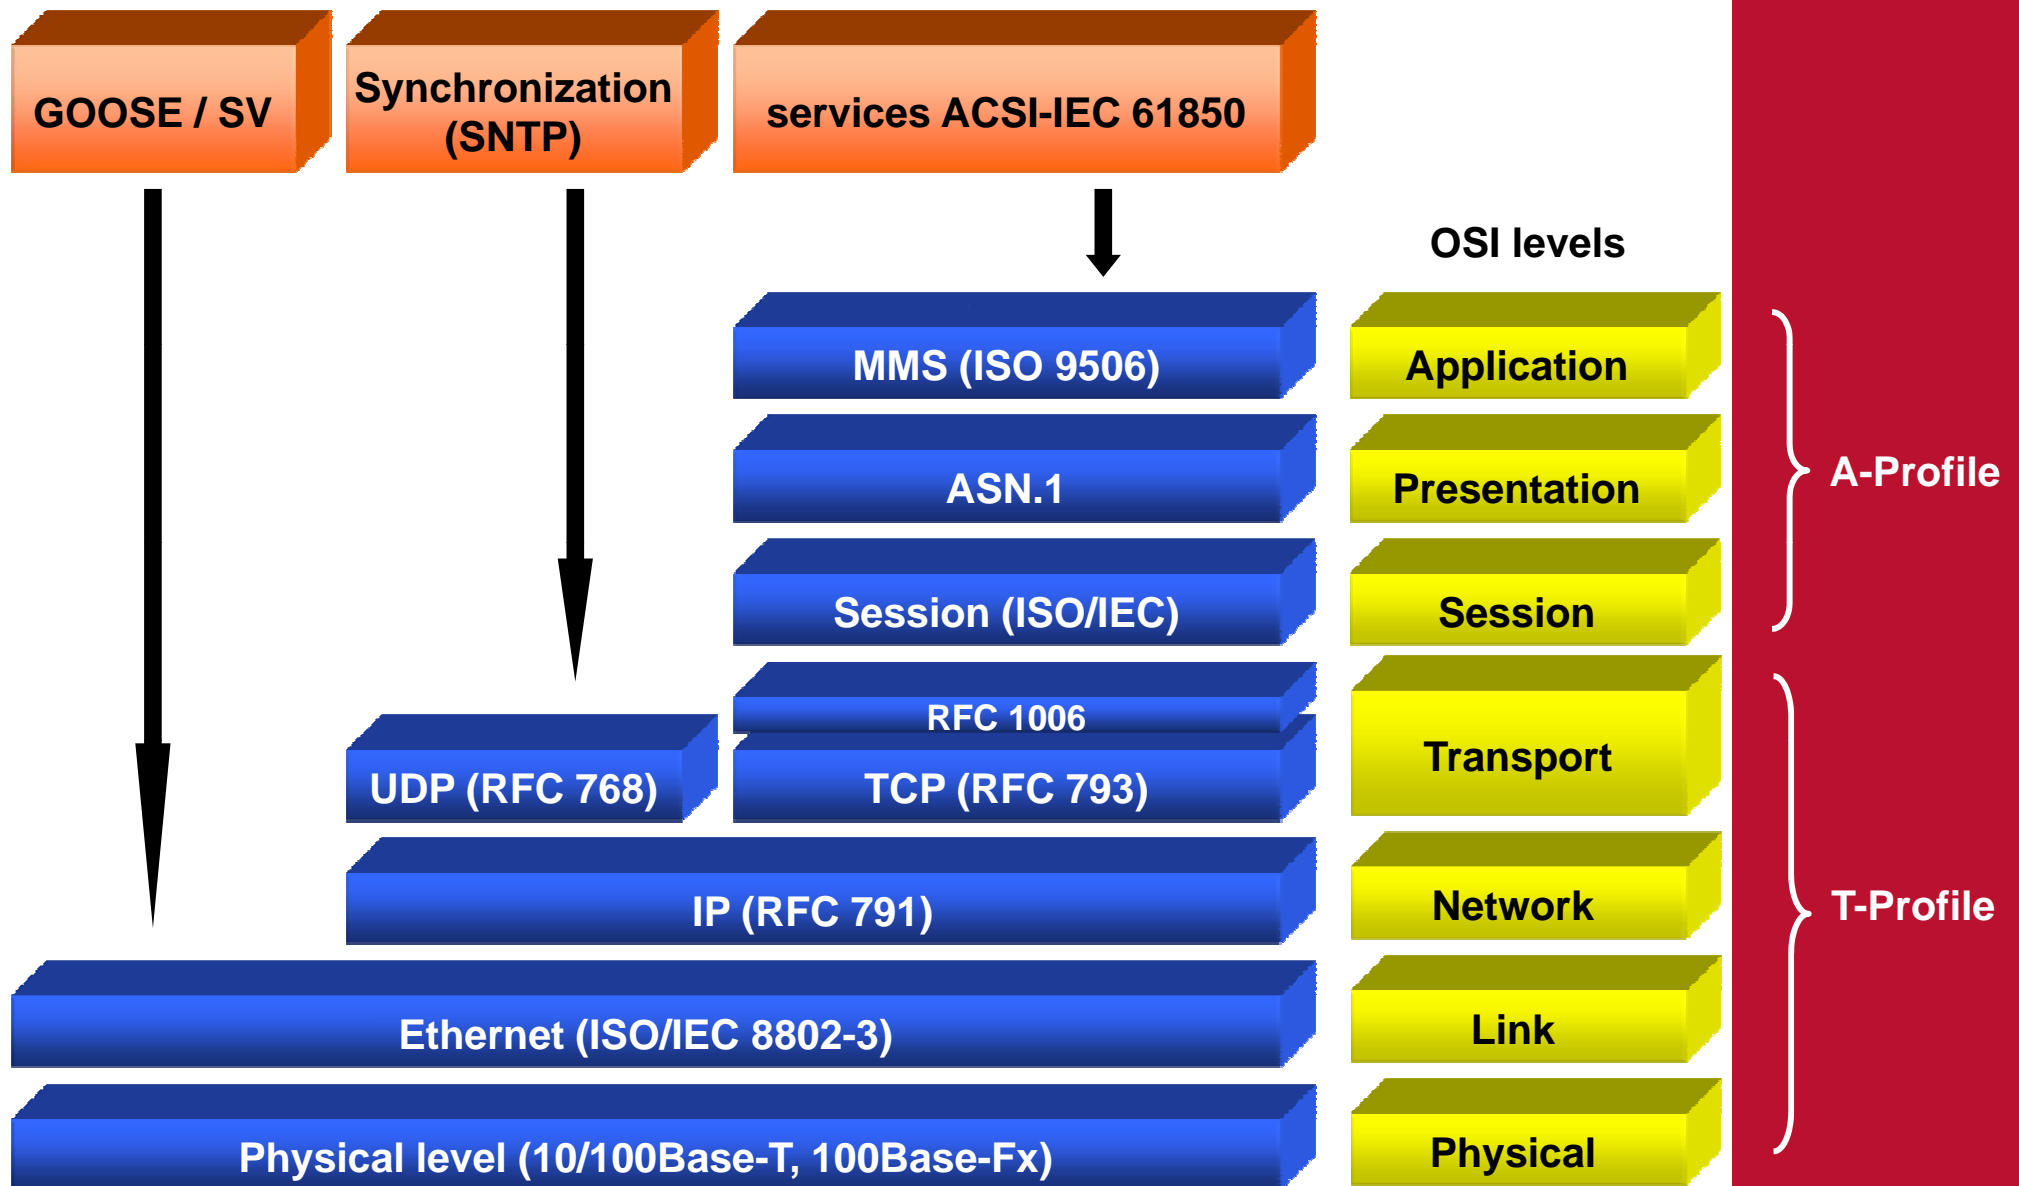 GOOSE / SV
Synchronization
(SNTP)
services ACSI-IEC 61850
OSI levels
MMS (ISO 9506)
Application
ASN.1
Presentation
A-Profile
Session (ISO/IEC)
Session
RFC 1006
UDP (RFC 768)
TCP (RFC 793)
Transport
IP (RFC 791)
Network
T-Profile
Ethernet (ISO/IEC 8802-3)
Link
Physical level (10/100Base-T, 100Base-Fx)
Physical